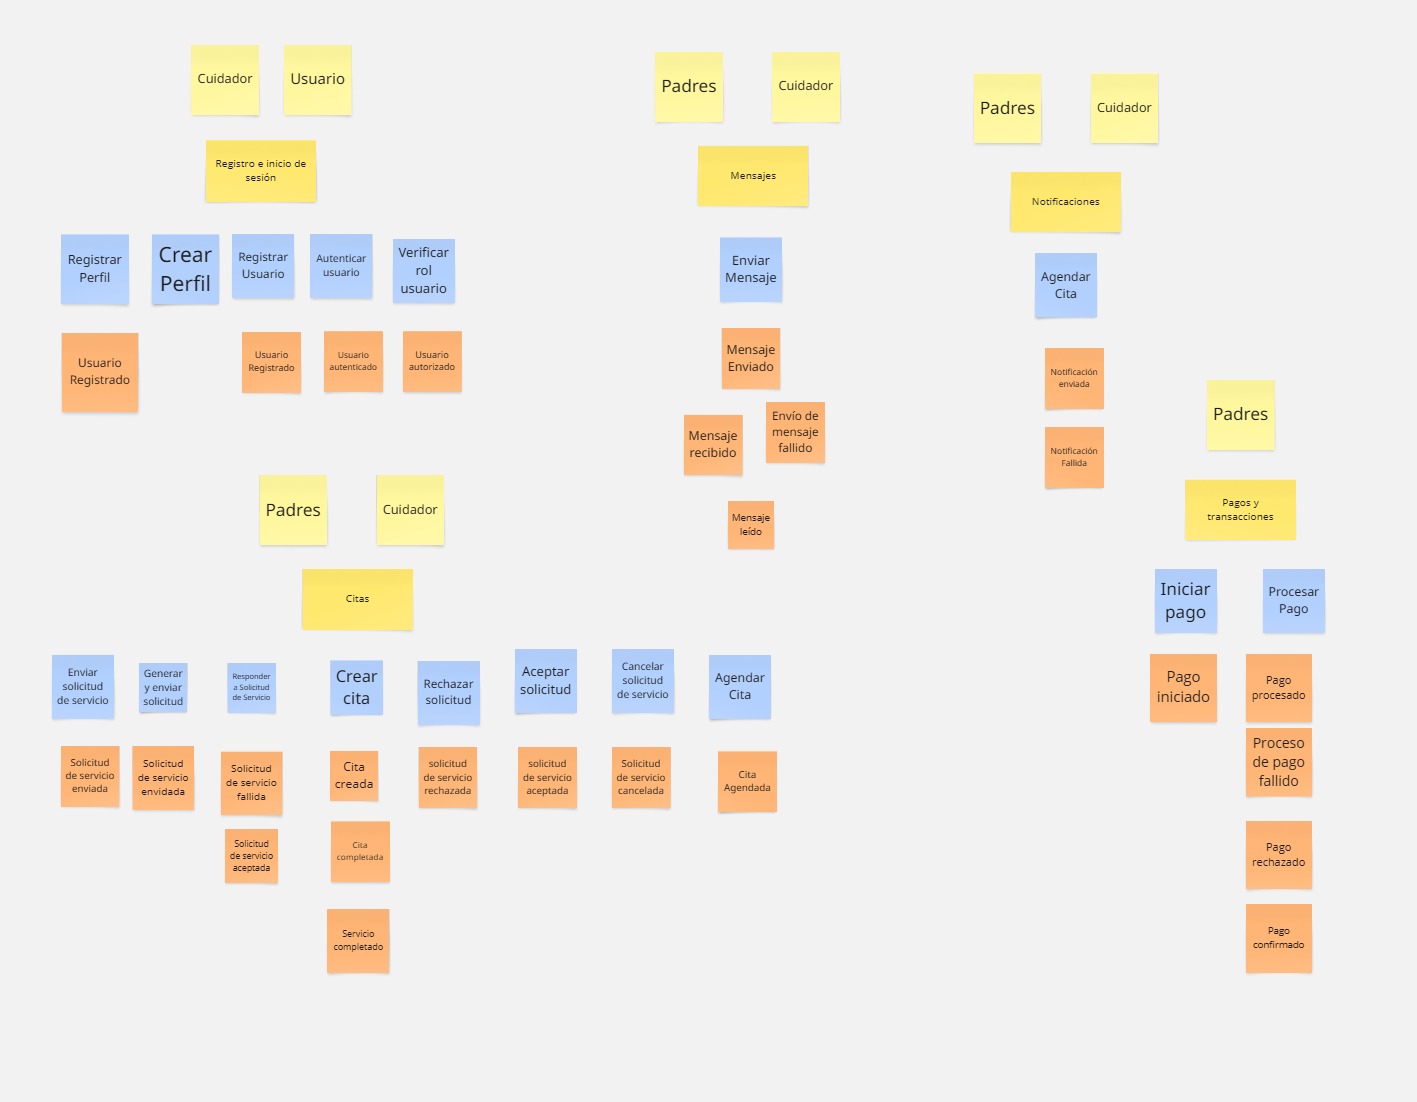 Cuidador
Usuario
Registro e inicio de
sesión
Registrar
Perfil
Crear
Perfil
Registrar
Usuario
Autenticar
usuario
Verificar
rol
usuario
Usuario
Registrado
Usuario
Registrado
Usuario
autenticado
Usuario
autorizado
Padres
Cuidador
Mensajes
Enviar
Mensaje
Mensaje
Enviado
Mensaje
recibido
Envío de
mensaje
fallido
Mensaje
leído
Padres
Cuidador
Notificaciones
Agendar
Cita
Notificación
enviada
Notificación
Fallida
Padres
Pagos y
transacciones
Iniciar
pago
Procesar
Pago
Pago
iniciado
Pago
procesado
Proceso
de pago
fallido
Pago
rechazado
Pago
confirmado
Padres
Cuidador
Citas
Enviar
solicitud
de servicio
Generar
y enviar
solicitud
Responder
a Solicitud
de Servicio
Crear
cita
Rechazar
solicitud
Aceptar
solicitud
Cancelar
solicitud
de servicio
Agendar
Cita
Solicitud
de servicio
enviada
Solicitud
de servicio
envidada
Solicitud
de servicio
fallida
Cita
creada
solicitud
de servicio
rechazada
solicitud
de servicio
aceptada
Solicitud
de servicio
cancelada
Cita
Agendada
Solicitud
de servicio
aceptada
Cita
completada
Servicio
completado